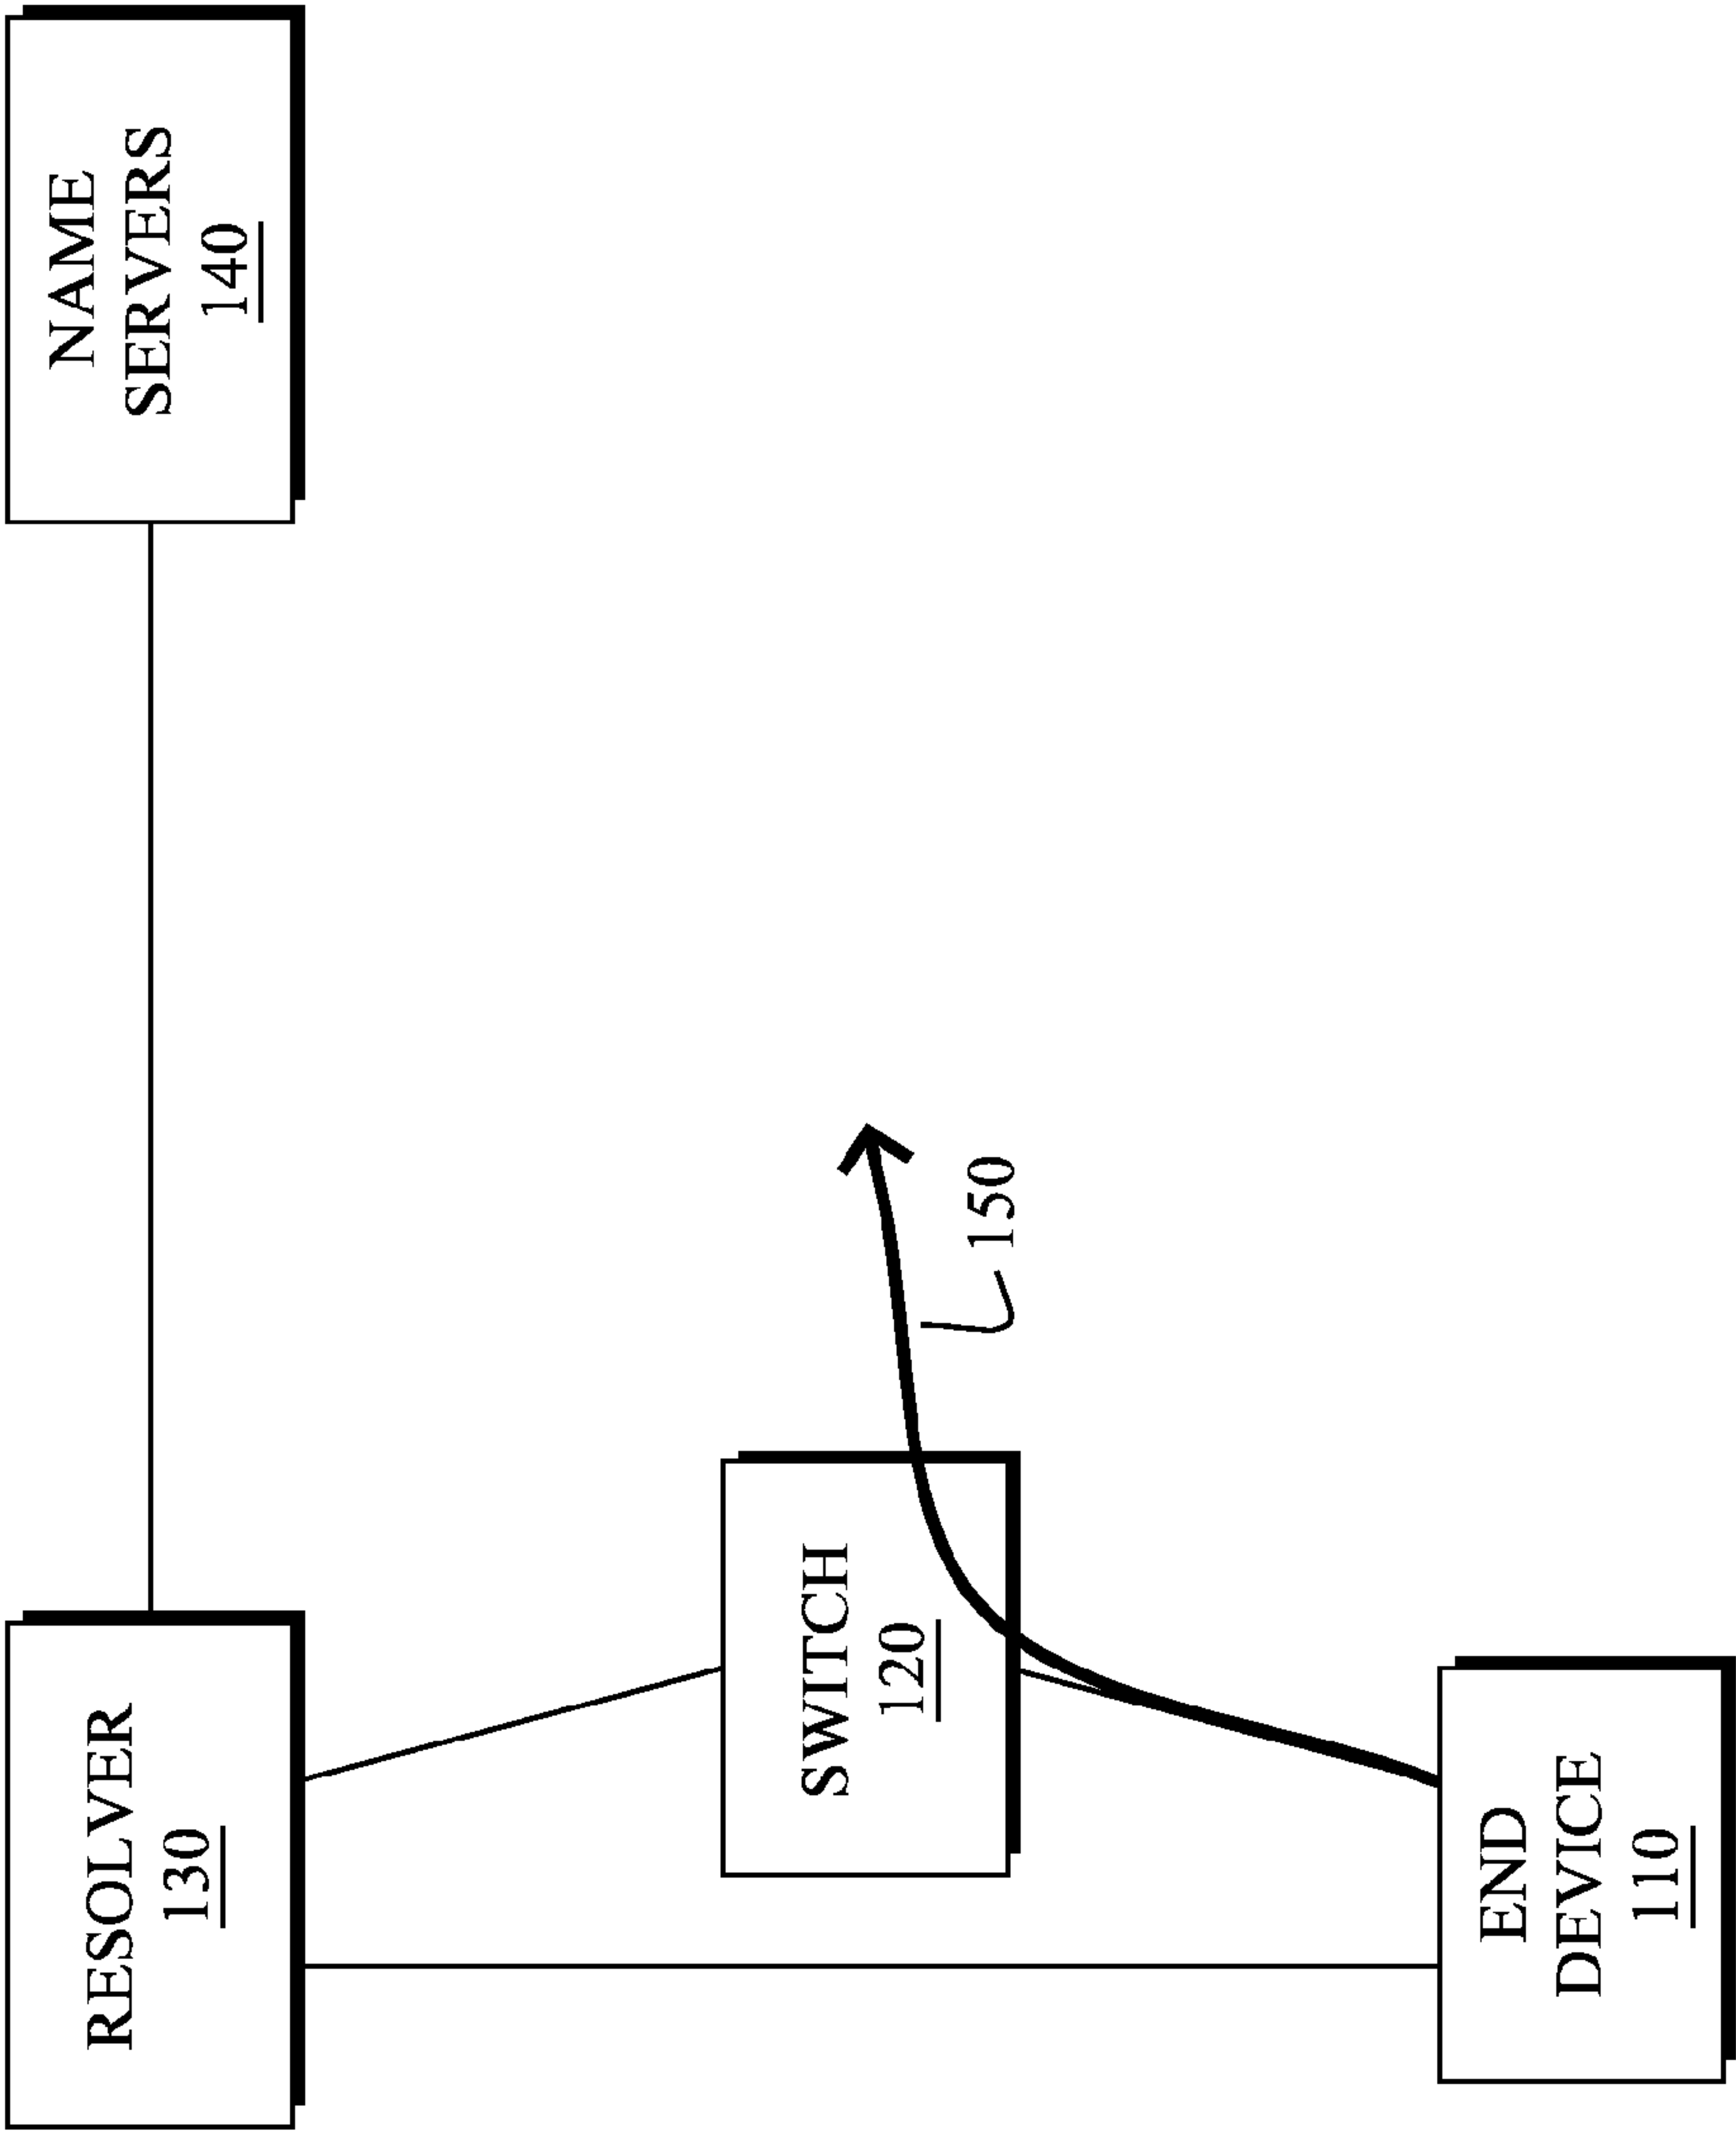 RESOLVER
130
NAME
SERVERS
140
SWITCH
120
150
END
DEVICE
110